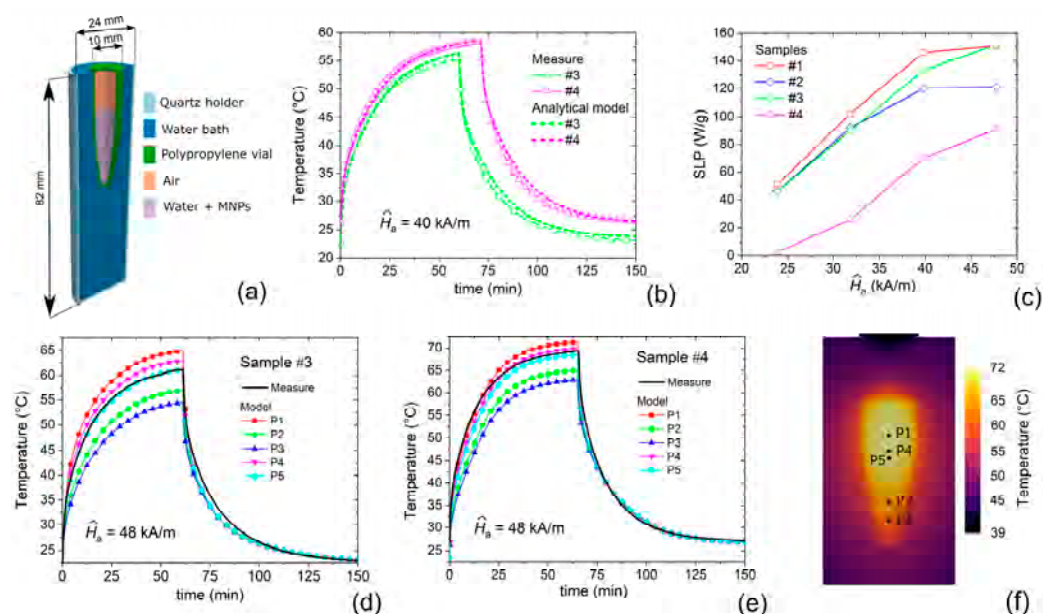 24 mm
10 mm
82 mm
Quartz holder
Water bath
Polypropylene vial
Air
Water + MNPs
(a)
60
55
50
45
40
35
30
25
20
Temperature (°C)
Measure
#3
#4
Analytical model
#3
#4
Ĥa = 40 kA/m
0 25 50 75 100 125 150
time (min)
(b)
160
140
120
100
80
60
40
20
0
SLP (W/g)
Samples
#1
#2
#3
#4
20 25 30 35 40 45 50
Ĥa (kA/m)
(c)
65
60
55
50
45
40
35
30
25
Temperature (°C)
Sample #3
Measure
Model
P1
P2
P3
P4
P5
Ĥa = 48 kA/m
0 50 100 150
time (min)
(d)
70
65
60
55
50
45
40
35
30
25
Temperature (°C)
Sample #4
Measure
Model
P1
P2
P3
P4
P5
Ĥa = 48 kA/m
0 50 100 150
time (min)
(e)
P1
P4
P5
72
65
60
55
50
45
39
Temperature (°C)
(f)